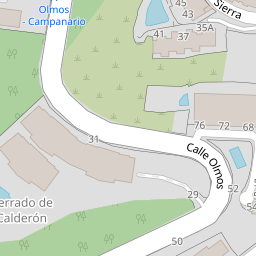 Olmos
- Campanario
45
43
41
37
35A
Sierra
31
76
72
68
Calle Olmos
errado de
Calderón
29
52
54
50